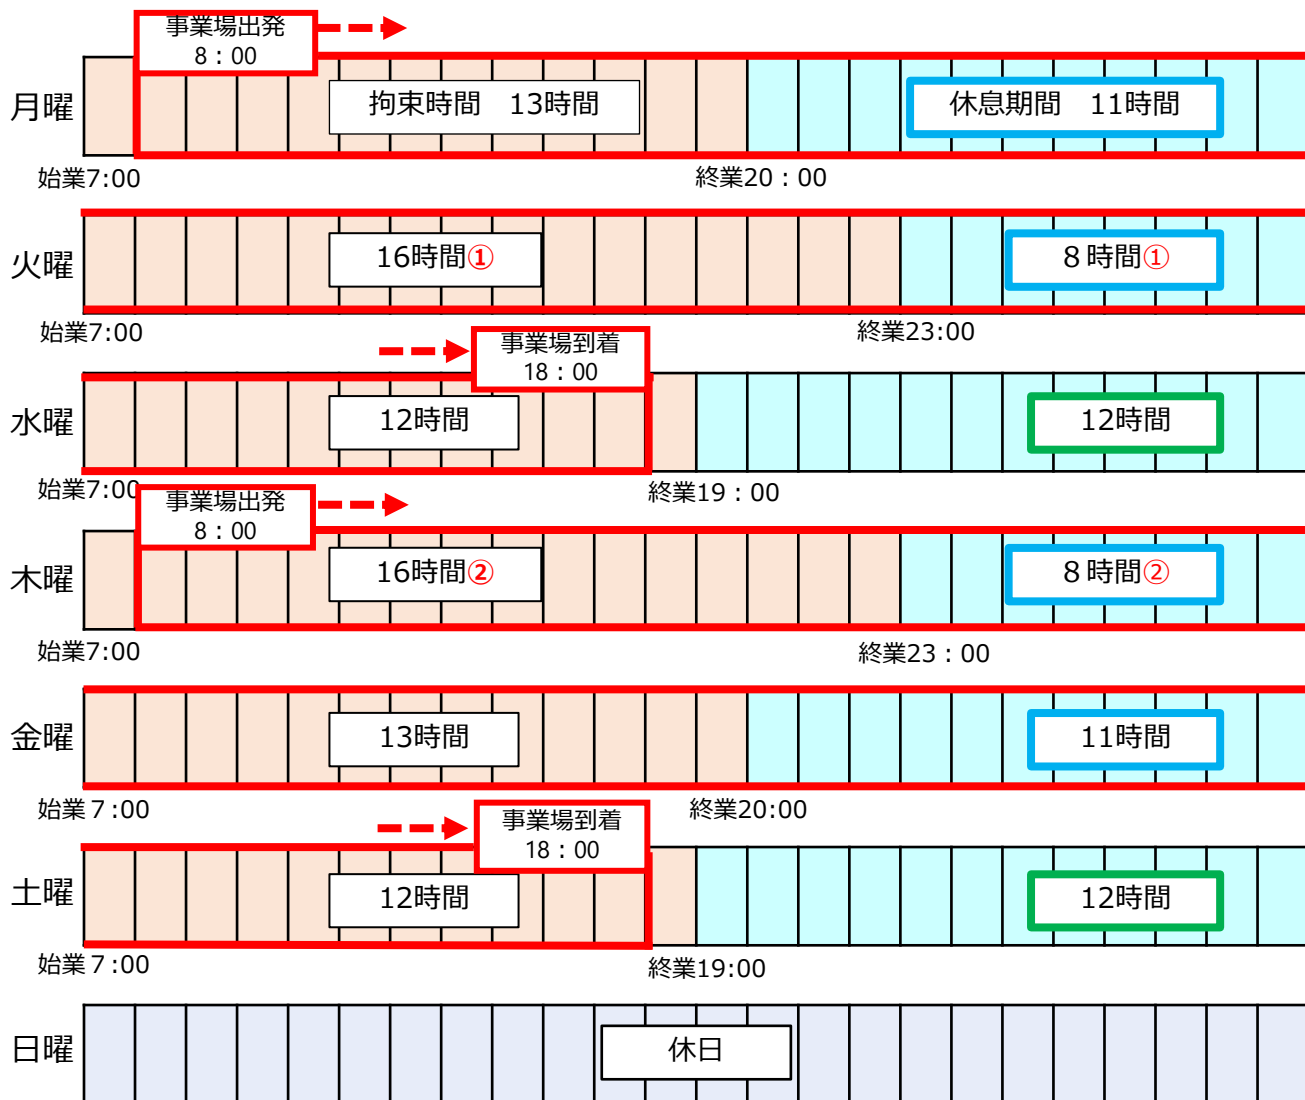 事業場出発
8：00
月曜
拘束時間　13時間
休息期間　11時間
始業7:00
終業20：00
火曜
16時間①
８時間①
始業7:00
終業23:00
事業場到着
18：00
水曜
12時間
12時間
始業7:00
終業19：00
事業場出発
8：00
木曜
16時間②
８時間②
始業7:00
終業23：00
金曜
13時間
11時間
始業７:00
終業20:00
事業場到着
18：00
土曜
12時間
12時間
始業７:00
終業19:00
日曜
休日